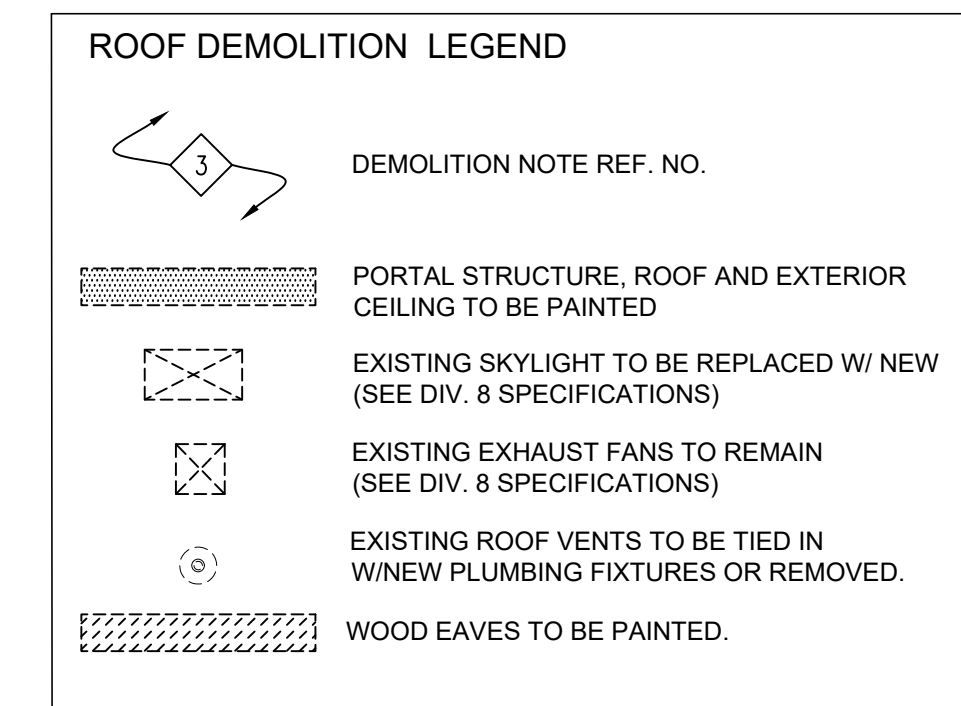 ROOF DEMOLITION LEGEND
3
DEMOLITION NOTE REF. NO.
PORTAL STRUCTURE, ROOF AND EXTERIOR
CEILING TO BE PAINTED
EXISTING SKYLIGHT TO BE REPLACED W/ NEW
(SEE DIV. 8 SPECIFICATIONS)
EXISTING EXHAUST FANS TO REMAIN
(SEE DIV. 8 SPECIFICATIONS)
EXISTING ROOF VENTS TO BE TIED IN
W/NEW PLUMBING FIXTURES OR REMOVED.
WOOD EAVES TO BE PAINTED.